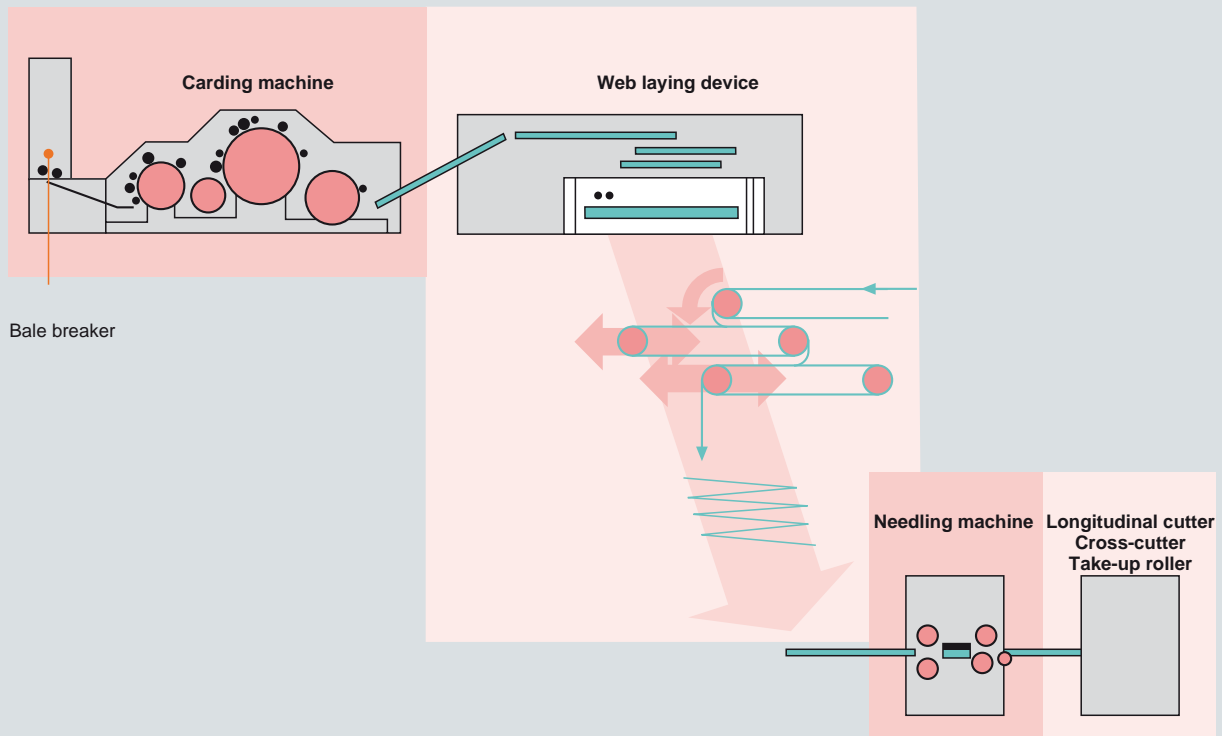 Carding machine
Web laying device
Bale breaker
Needling machine
Longitudinal cutter
Cross-cutter
Take-up roller